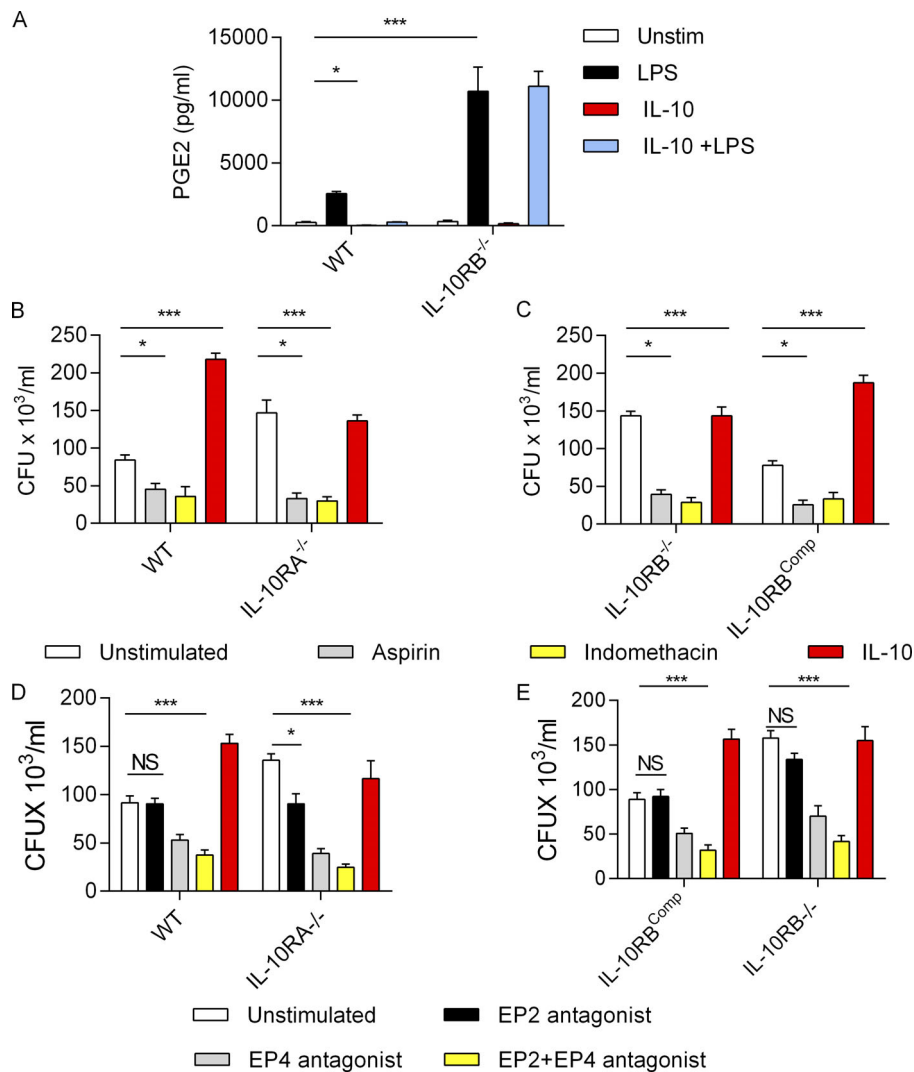 A
PGE2 (pg/ml)
15000
10000
5000
0
***
*
WT
IL-10RB-/-
Unstim
LPS
IL-10
IL-10 +LPS
B
CFU x 10³/ml
250
200
150
100
50
0
***
*
***
*
WT
IL-10RA-/-
C
CFU x 10³/ml
250
200
150
100
50
0
***
*
***
*
IL-10RB-/-
IL-10RBComp
Unstimulated
Aspirin
Indomethacin
IL-10
D
CFUX 10³/ml
200
150
100
50
0
***
NS
***
*
WT
IL-10RA-/-
E
CFUX 10³/ml
200
150
100
50
0
***
NS
***
NS
IL-10RBComp
IL-10RB-/-
Unstimulated
EP2 antagonist
EP4 antagonist
EP2+EP4 antagonist